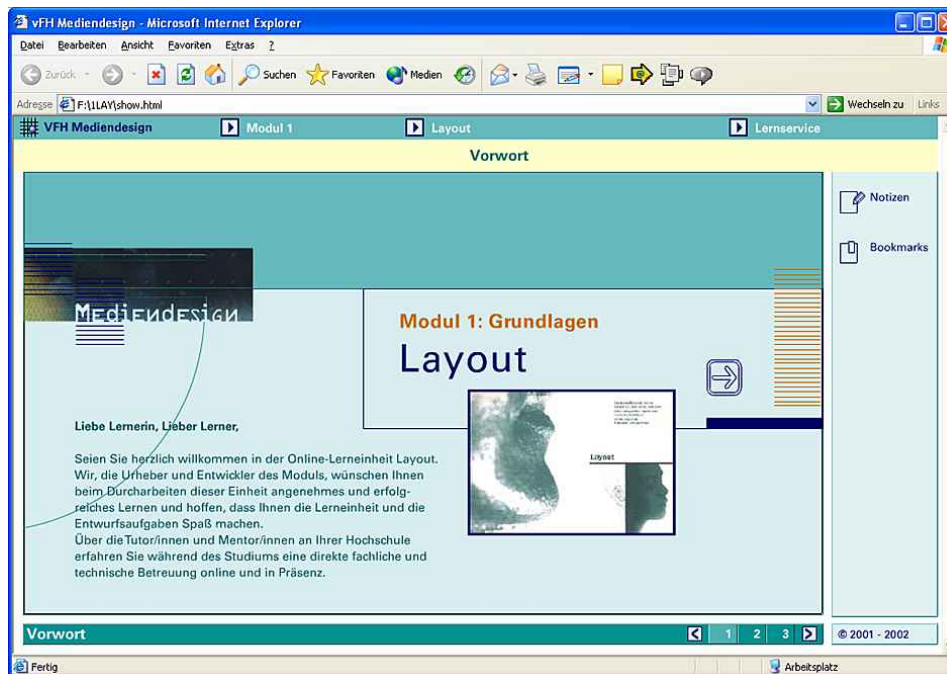 vFH Mediendesign - Microsoft Internet Explorer
Datei Bearbeiten Ansicht Favoriten Extras ?
Zurück Suchen Favoriten Medien
Adresse F:\1LAY\show.html Wechseln zu Links
VFH Mediendesign Modul 1 Layout Lernservice
Vorwort
Notizen
Bookmarks
Mediendesign
Modul 1: Grundlagen
Layout
Layout
Liebe Lernerin, Lieber Lerner,
Seien Sie herzlich willkommen in der Online-Lerneinheit Layout.
Wir, die Urheber und Entwickler des Moduls, wünschen Ihnen
beim Durcharbeiten dieser Einheit angenehmes und erfolg-
reiches Lernen und hoffen, dass Ihnen die Lerneinheit und die
Entwurfsaufgaben Spaß machen.
Über die Tutor/innen und Mentor/innen an Ihrer Hochschule
erfahren Sie während des Studiums eine direkte fachliche und
technische Betreuung online und in Präsenz.
Vorwort 1 2 3 © 2001 - 2002
Fertig Arbeitsplatz